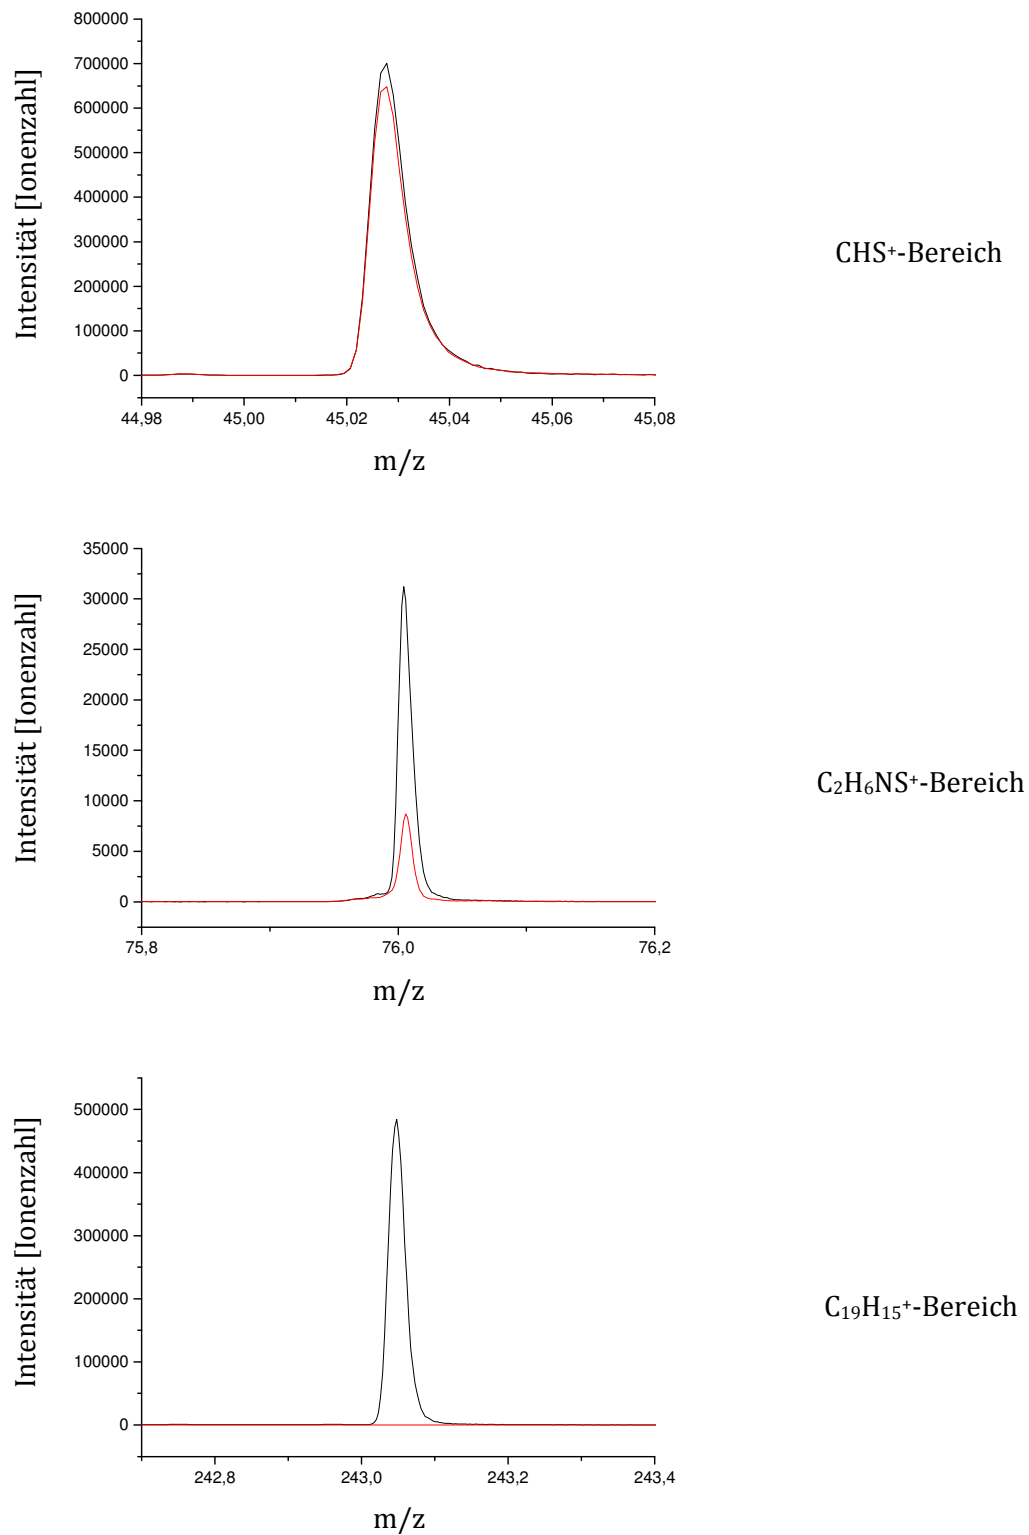 800000
700000
600000
500000
400000
300000
200000
100000
0
Intensität [Ionenzahl]
44,98 45,00 45,02 45,04 45,06 45,08
m/z
CHS⁺-Bereich
35000
30000
25000
20000
15000
10000
5000
0
Intensität [Ionenzahl]
75,8 76,0 76,2
m/z
C₂H₆NS⁺-Bereich
500000
400000
300000
200000
100000
0
Intensität [Ionenzahl]
242,8 243,0 243,2 243,4
m/z
C₁₉H₁₅⁺-Bereich